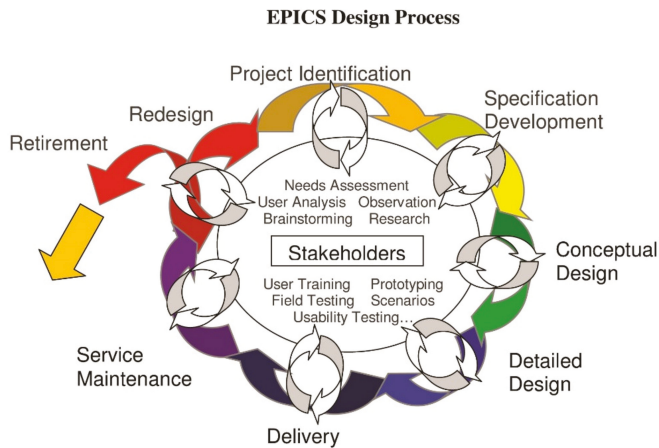 EPICS Design Process
Project Identification
Redesign
Specification
Development
Retirement
Needs Assessment
User Analysis Observation
Brainstorming Research
Stakeholders
Conceptual
Design
User Training Prototyping
Field Testing Scenarios
Usability Testing...
Service
Maintenance
Detailed
Design
Delivery